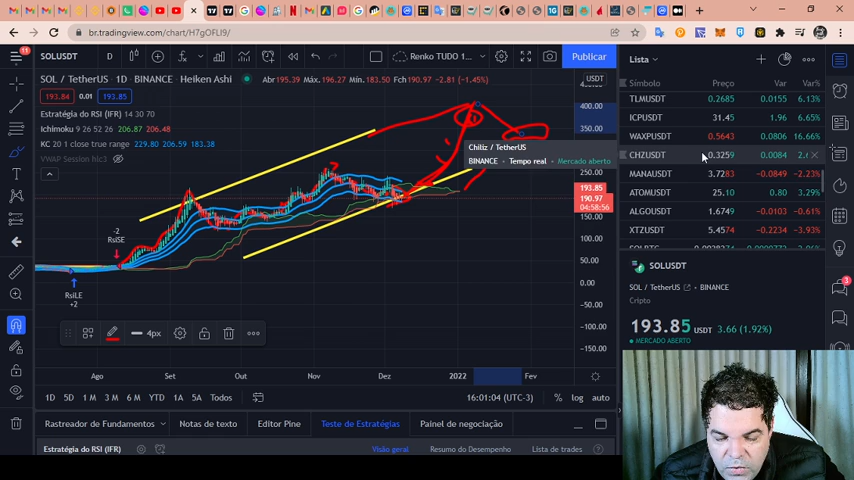 br.tradingview.com/chart/H7gOFLI9/
SOLUSDT
D
Renko TUDO 1...
Publicar
Lista
SOL / TetherUS · 1D · BINANCE · Heiken Ashi
Abr195.39 Máx.196.27 Mín.183.50 Fch190.97 −2.81 (−1.45%)
USDT
193.84 0.01 193.85
Estratégia do RSI (IFR) 14 30 70
Ichimoku 9 26 52 26 206.87 206.48
KC 20 1 close true range 229.80 206.59 183.38
VWAP Session hlc3
400.00
350.00
250.00
193.85
190.97
04:58:56
150.00
100.00
50.00
0.00
−50.00
−100.00
−150.00
-2
RsiSE
RsiLE
+2
4px
Chiliz / TetherUS
BINANCE Tempo real Mercado aberto
Símbolo Preço Var Var%
TLMUSDT 0.2685 0.0155 6.13%
ICPUSDT 31.45 1.96 6.65%
WAXPUSDT 0.5643 0.0806 16.66%
CHZUSDT 0.3259 0.0084
MANAUSDT 3.7283 −0.0849 −2.23%
ATOMUSDT 25.10 0.80 3.29%
ALGOUSDT 1.6749 −0.0103 −0.61%
XTZUSDT 5.4574 −0.2234 −3.93%
SOLUSDT
SOL / TetherUS BINANCE
Cripto
193.85 USDT 3.66 (1.92%)
MERCADO ABERTO
Ago Set Out Nov Dez 2022 Fev
1D 5D 1M 3M 6M YTD 1A 5A Todos
16:01:04 (UTC-3) % log auto
Rastreador de Fundamentos Notas de texto Editor Pine Teste de Estratégias Painel de negociação
Estratégia do RSI (IFR) Visão geral Resumo do Desempenho Lista de trades